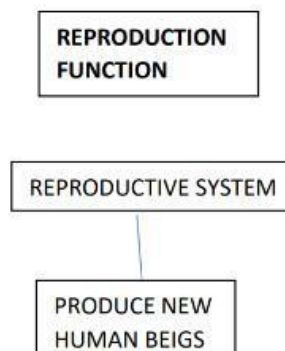 REPRODUCTION
FUNCTION
REPRODUCTIVE SYSTEM
PRODUCE NEW
HUMAN BEIGS